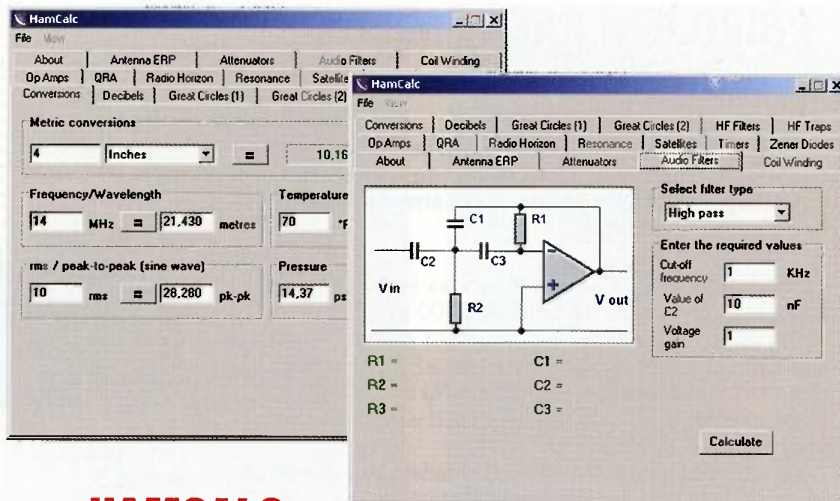 HamCalc
File View
About Antenna ERP Attenuators Audio Filters Coil Winding
Op Amps QRA Radio Horizon Resonance
Conversions Decibels Great Circles (1) Great Circles (2)
Metric conversions
4 Inches = 10,16
Frequency/Wavelength
14 MHz = 21,430 metres
Temperature
70
rms / peak-to-peak (sine wave)
10 rms = 28,280 pk-pk
Pressure
14,37
HamCalc
File View
Conversions Decibels Great Circles (1) Great Circles (2) HF Filters HF Traps
Op Amps QRA Radio Horizon Resonance Satellites Timers Zener Diodes
About Antenna ERP Attenuators Audio Filters Coil Winding
C1 R1
C2 C3
V in
R2
V out
Select filter type
High pass
Enter the required values
Cut-off frequency 1 KHz
Value of C2 10 nF
Voltage gain 1
R1 = C1 =
R2 = C2 =
R3 = C3 =
Calculate